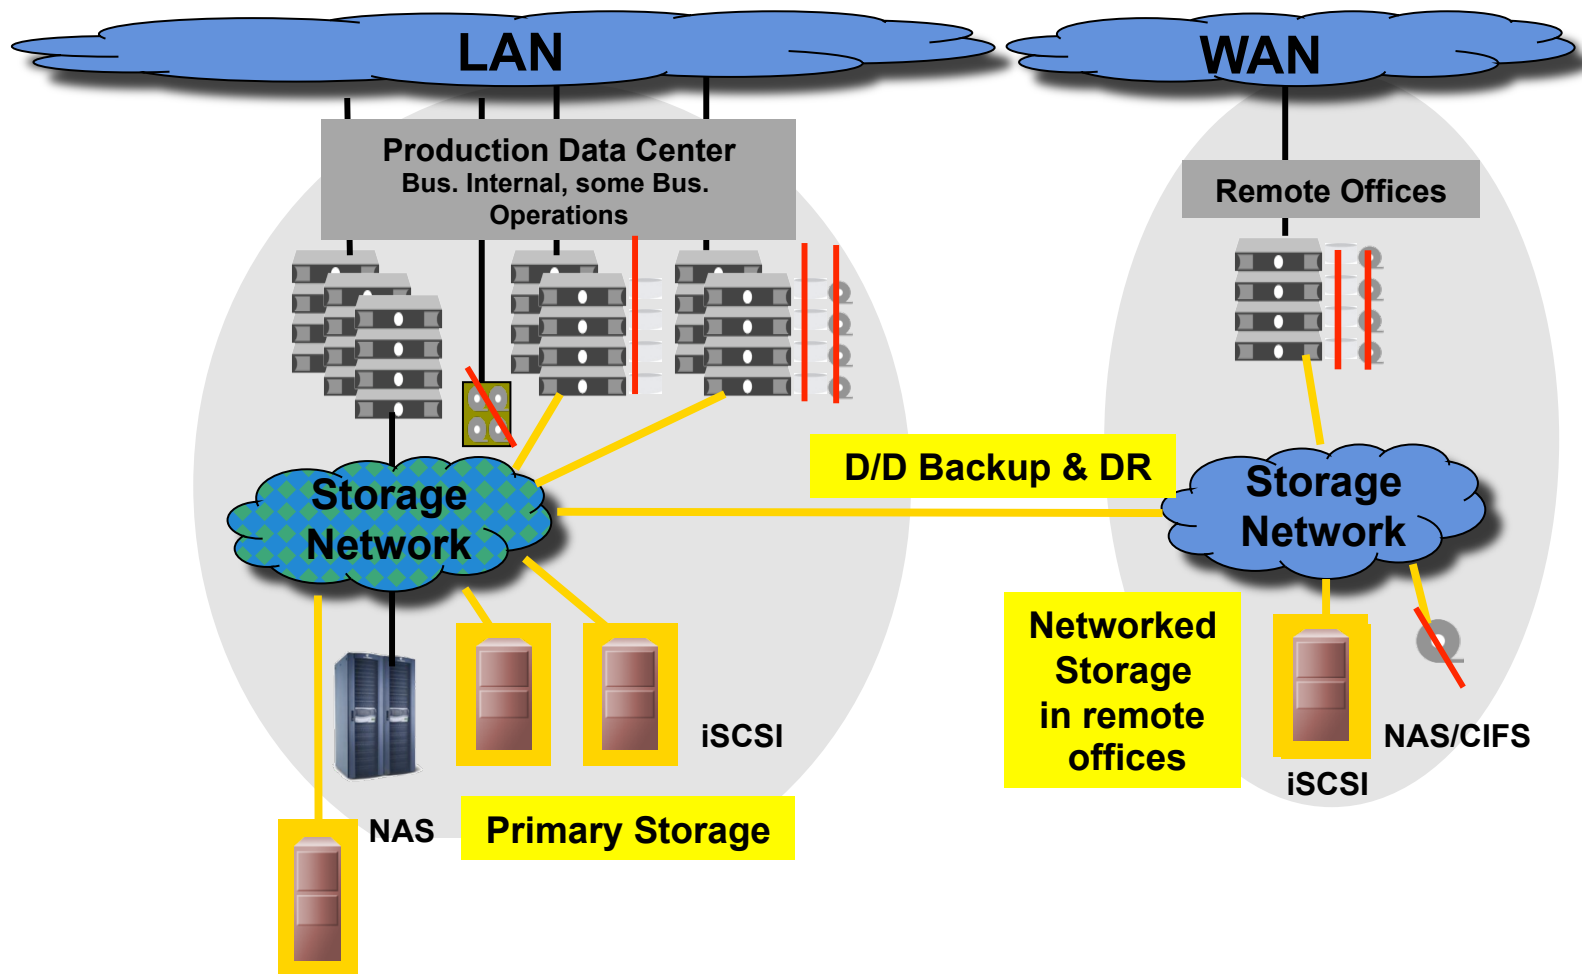 LAN
WAN
Production Data Center
Bus. Internal, some Bus.
Operations
Remote Offices
D/D Backup & DR
Storage
Network
Storage
Network
Networked
Storage
in remote
offices
iSCSI
NAS/CIFS
iSCSI
NAS
Primary Storage